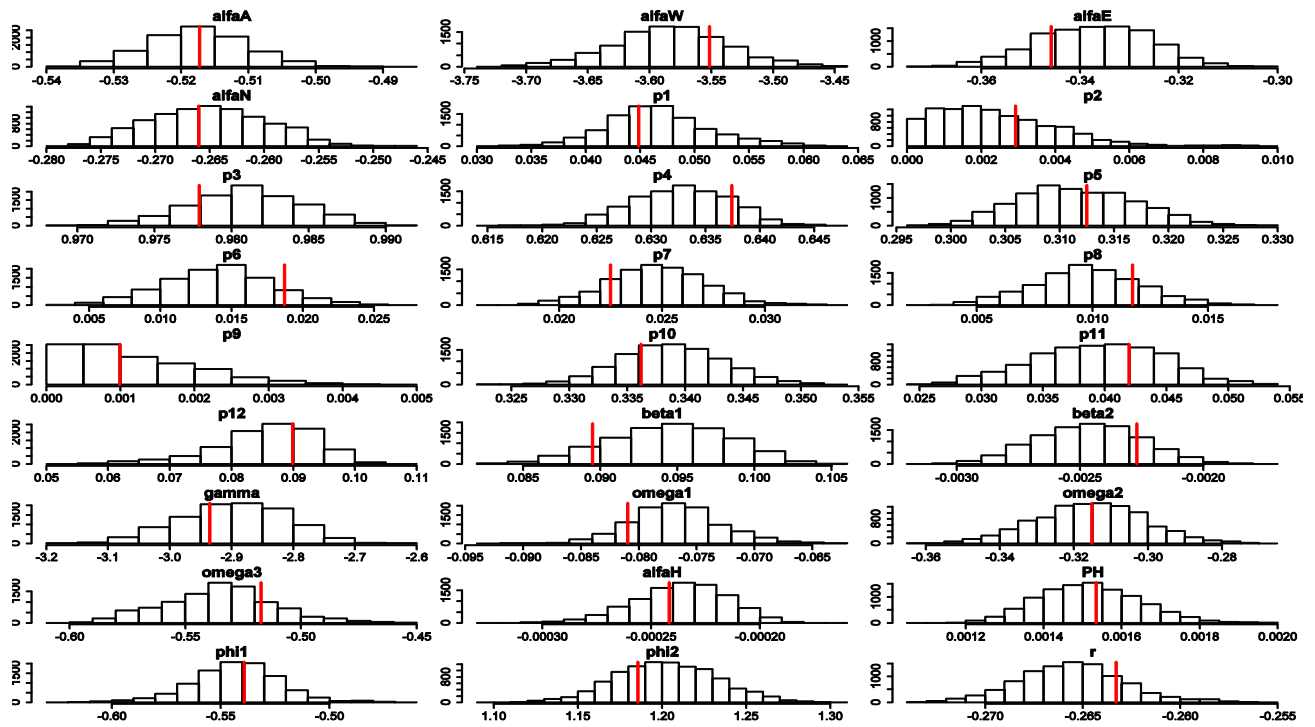 alfaA alfaW alfaE
0 2000 0 1500 0 1000
-0.54 -0.53 -0.52 -0.51 -0.50 -0.49 -3.75 -3.70 -3.65 -3.60 -3.55 -3.50 -3.45 -0.36 -0.34 -0.32 -0.30
alfaN p1 p2
0 800 0 1500 0 800
-0.280 -0.275 -0.270 -0.265 -0.260 -0.255 -0.250 -0.245 0.030 0.035 0.040 0.045 0.050 0.055 0.060 0.065 0.000 0.002 0.004 0.006 0.008 0.010
p3 p4 p5
0 1500 0 1500 0 1000
0.970 0.975 0.980 0.985 0.990 0.615 0.620 0.625 0.630 0.635 0.640 0.645 0.295 0.300 0.305 0.310 0.315 0.320 0.325 0.330
p6 p7 p8
0 1500 0 1500 0 1500
0.005 0.010 0.015 0.020 0.025 0.020 0.025 0.030 0.005 0.010 0.015
p9 p10 p11
0 2000 0 1500 0 800
0.000 0.001 0.002 0.003 0.004 0.005 0.325 0.330 0.335 0.340 0.345 0.350 0.355 0.025 0.030 0.035 0.040 0.045 0.050 0.055
p12 beta1 beta2
0 2000 0 1500 0 1500
0.05 0.06 0.07 0.08 0.09 0.10 0.11 0.085 0.090 0.095 0.100 0.105 -0.0030 -0.0025 -0.0020
gamma omega1 omega2
0 1500 0 1500 0 800
-3.2 -3.1 -3.0 -2.9 -2.8 -2.7 -2.6 -0.095 -0.090 -0.085 -0.080 -0.075 -0.070 -0.065 -0.36 -0.34 -0.32 -0.30 -0.28
omega3 alfaH PH
0 1500 0 1500 0 1000
-0.60 -0.55 -0.50 -0.45 -0.00030 -0.00025 -0.00020 0.0012 0.0014 0.0016 0.0018 0.0020
phi1 phi2 r
0 1500 0 800 0 1000
-0.60 -0.55 -0.50 1.10 1.15 1.20 1.25 1.30 -0.270 -0.265 -0.260 -0.255